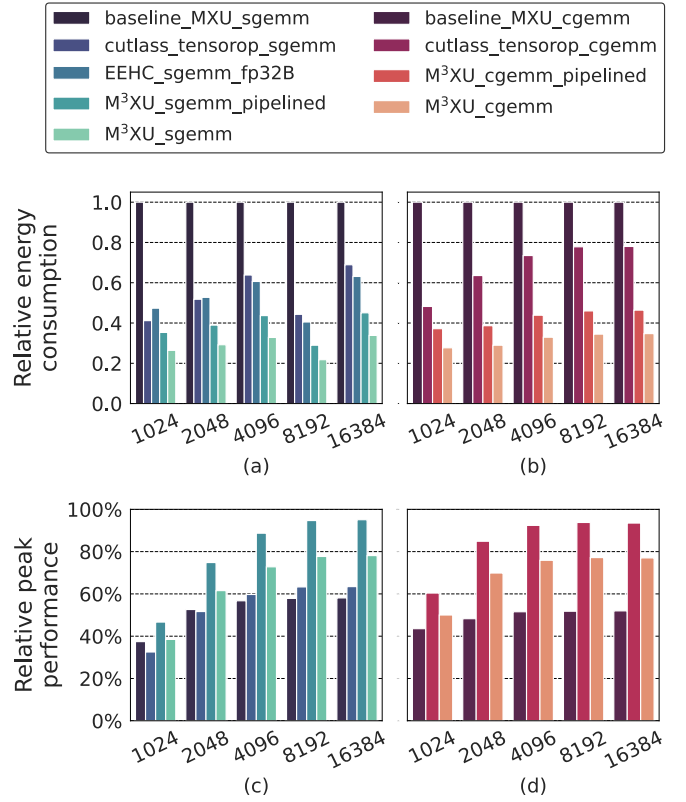 baseline_MXU_sgemm
cutlass_tensorop_sgemm
EEHC_sgemm_fp32B
M³XU_sgemm_pipelined
M³XU_sgemm
baseline_MXU_cgemm
cutlass_tensorop_cgemm
M³XU_cgemm_pipelined
M³XU_cgemm
Relative energy
consumption
1.0
0.8
0.6
0.4
0.2
0.0
1024
2048
4096
8192
16384
(a)
1024
2048
4096
8192
16384
(b)
Relative peak
performance
100%
80%
60%
40%
20%
0%
1024
2048
4096
8192
16384
(c)
1024
2048
4096
8192
16384
(d)